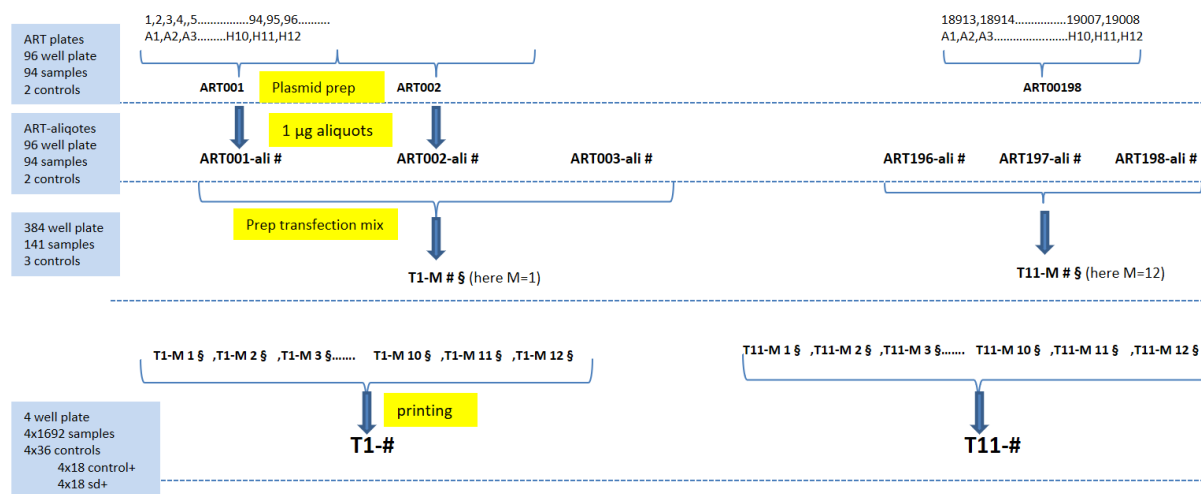 1,2,3,4,,5...............94,95,96..........
A1,A2,A3.........H10,H11,H12
18913,18914.................19007,19008
A1,A2,A3.......................H10,H11,H12
ART plates
96 well plate
94 samples
2 controls
ART001
Plasmid prep
ART002
ART00198
1 µg aliquots
ART-aliqotes
96 well plate
94 samples
2 controls
ART001-ali #
ART002-ali #
ART003-ali #
ART196-ali #
ART197-ali #
ART198-ali #
384 well plate
141 samples
3 controls
Prep transfection mix
T1-M # § (here M=1)
T11-M # § (here M=12)
T1-M 1 § ,T1-M 2 § ,T1-M 3 §....... T1-M 10 § ,T1-M 11 § ,T1-M 12 §
T11-M 1 § ,T11-M 2 § ,T11-M 3 §....... T11-M 10 § ,T11-M 11 § ,T11-M 12 §
4 well plate
4x1692 samples
4x36 controls
4x18 control+
4x18 sd+
printing
T1-#
T11-#